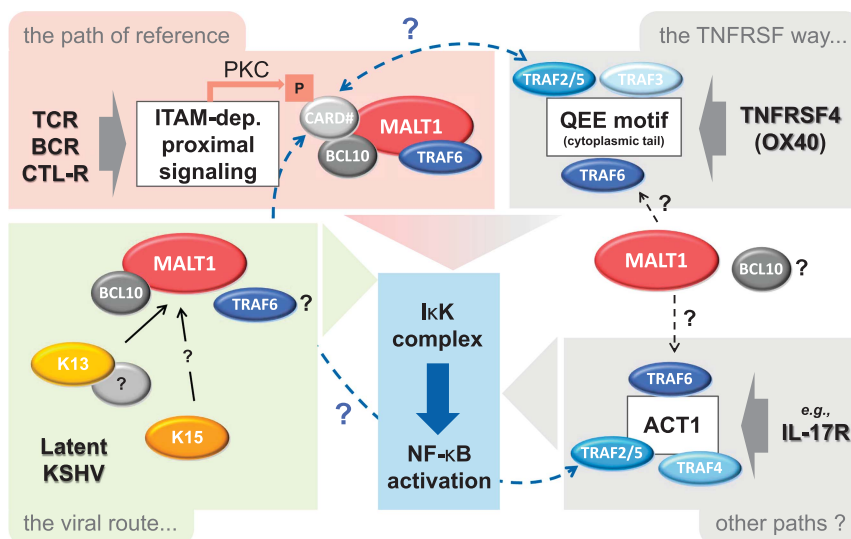 the path of reference
?
the TNFRSF way...
PKC
P
TCR
BCR
CTL-R
ITAM-dep.
proximal
signaling
CARD#
MALT1
BCL10
TRAF6
TRAF2/5
TRAF3
QEE motif
(cytoplasmic tail)
TRAF6
TNFRSF4
(OX40)
?
MALT1
BCL10
TRAF6
?
K13
?
?
K15
Latent
KSHV
the viral route...
IκK
complex
NF-κB
activation
?
MALT1
BCL10
?
?
TRAF6
ACT1
TRAF2/5
TRAF4
e.g.,
IL-17R
other paths ?